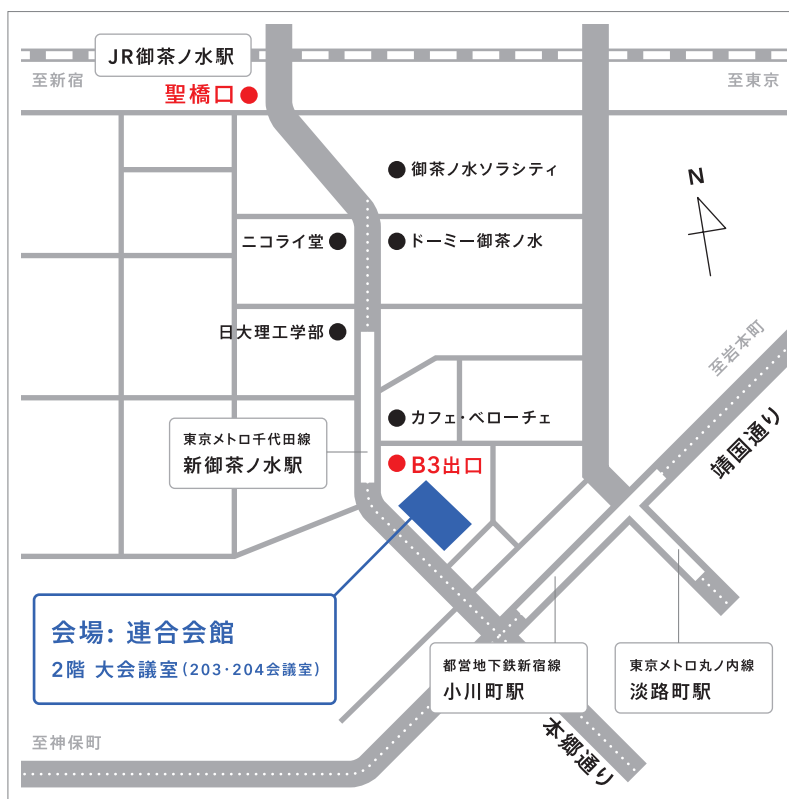 JR御茶ノ水駅
至新宿
至東京
聖橋口
御茶ノ水ソラシティ
N
ニコライ堂
ドーミー御茶ノ水
日大理工学部
至岩本町
カフェ・ベローチェ
靖国通り
東京メトロ千代田線
新御茶ノ水駅
B3出口
会場: 連合会館
2階 大会議室(203・204会議室)
都営地下鉄新宿線
小川町駅
東京メトロ丸ノ内線
淡路町駅
至神保町
本郷通り